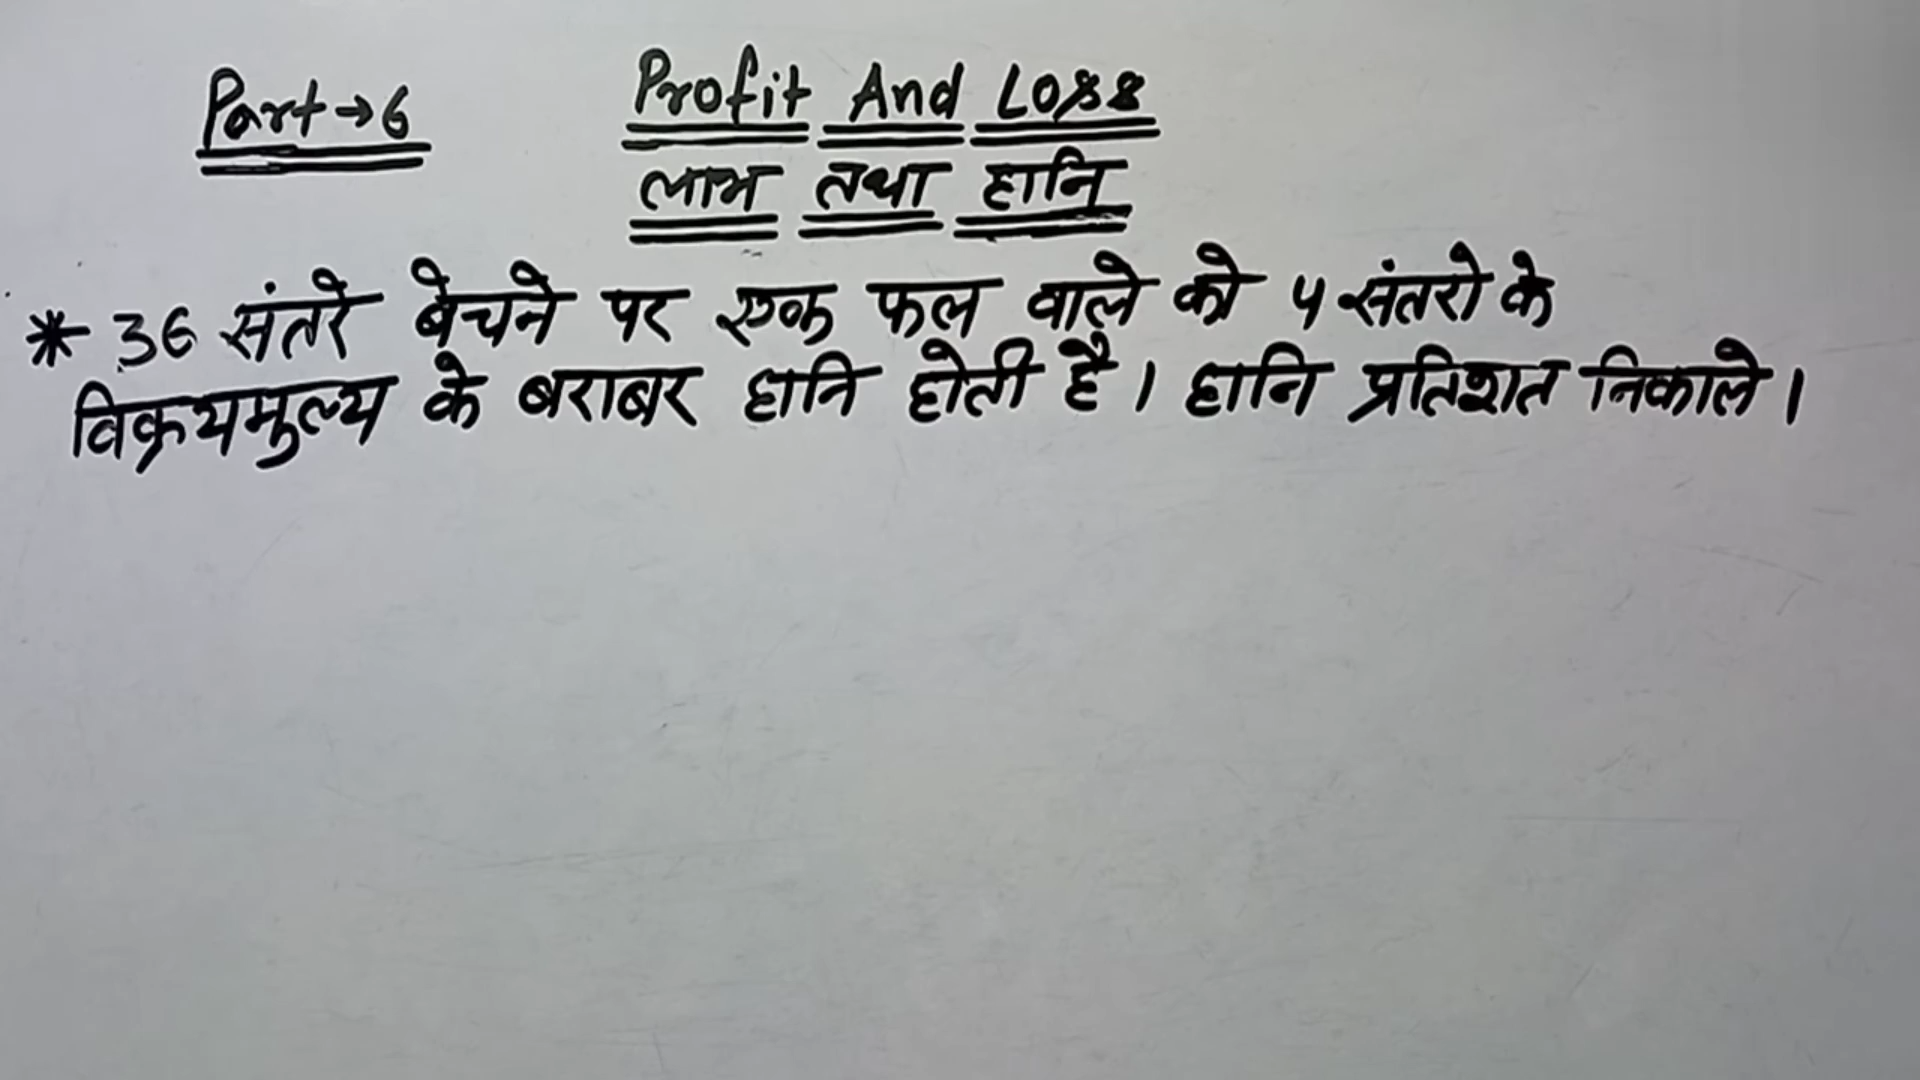 Part → 6
Profit And Loss
लाभ तथा हानि
* 36 संतरे बेचने पर एक फल वाले को 4 संतरो के
विक्रयमुल्य के बराबर हानि होती है। हानि प्रतिशत निकाले।